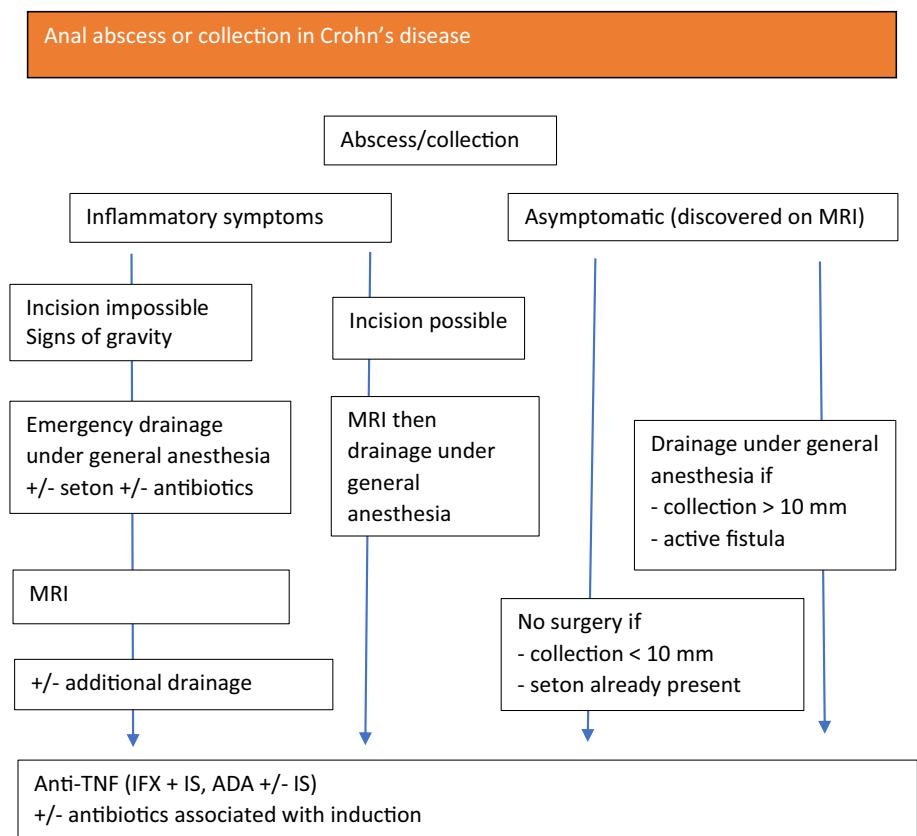 Anal abscess or collection in Crohn’s disease
Abscess/collection
Inflammatory symptoms
Asymptomatic (discovered on MRI)
Incision impossible
Signs of gravity
Incision possible
Emergency drainage
under general anesthesia
+/- seton +/- antibiotics
MRI then
drainage under
general
anesthesia
Drainage under general
anesthesia if
- collection > 10 mm
- active fistula
MRI
No surgery if
- collection < 10 mm
- seton already present
+/- additional drainage
Anti-TNF (IFX + IS, ADA +/- IS)
+/- antibiotics associated with induction